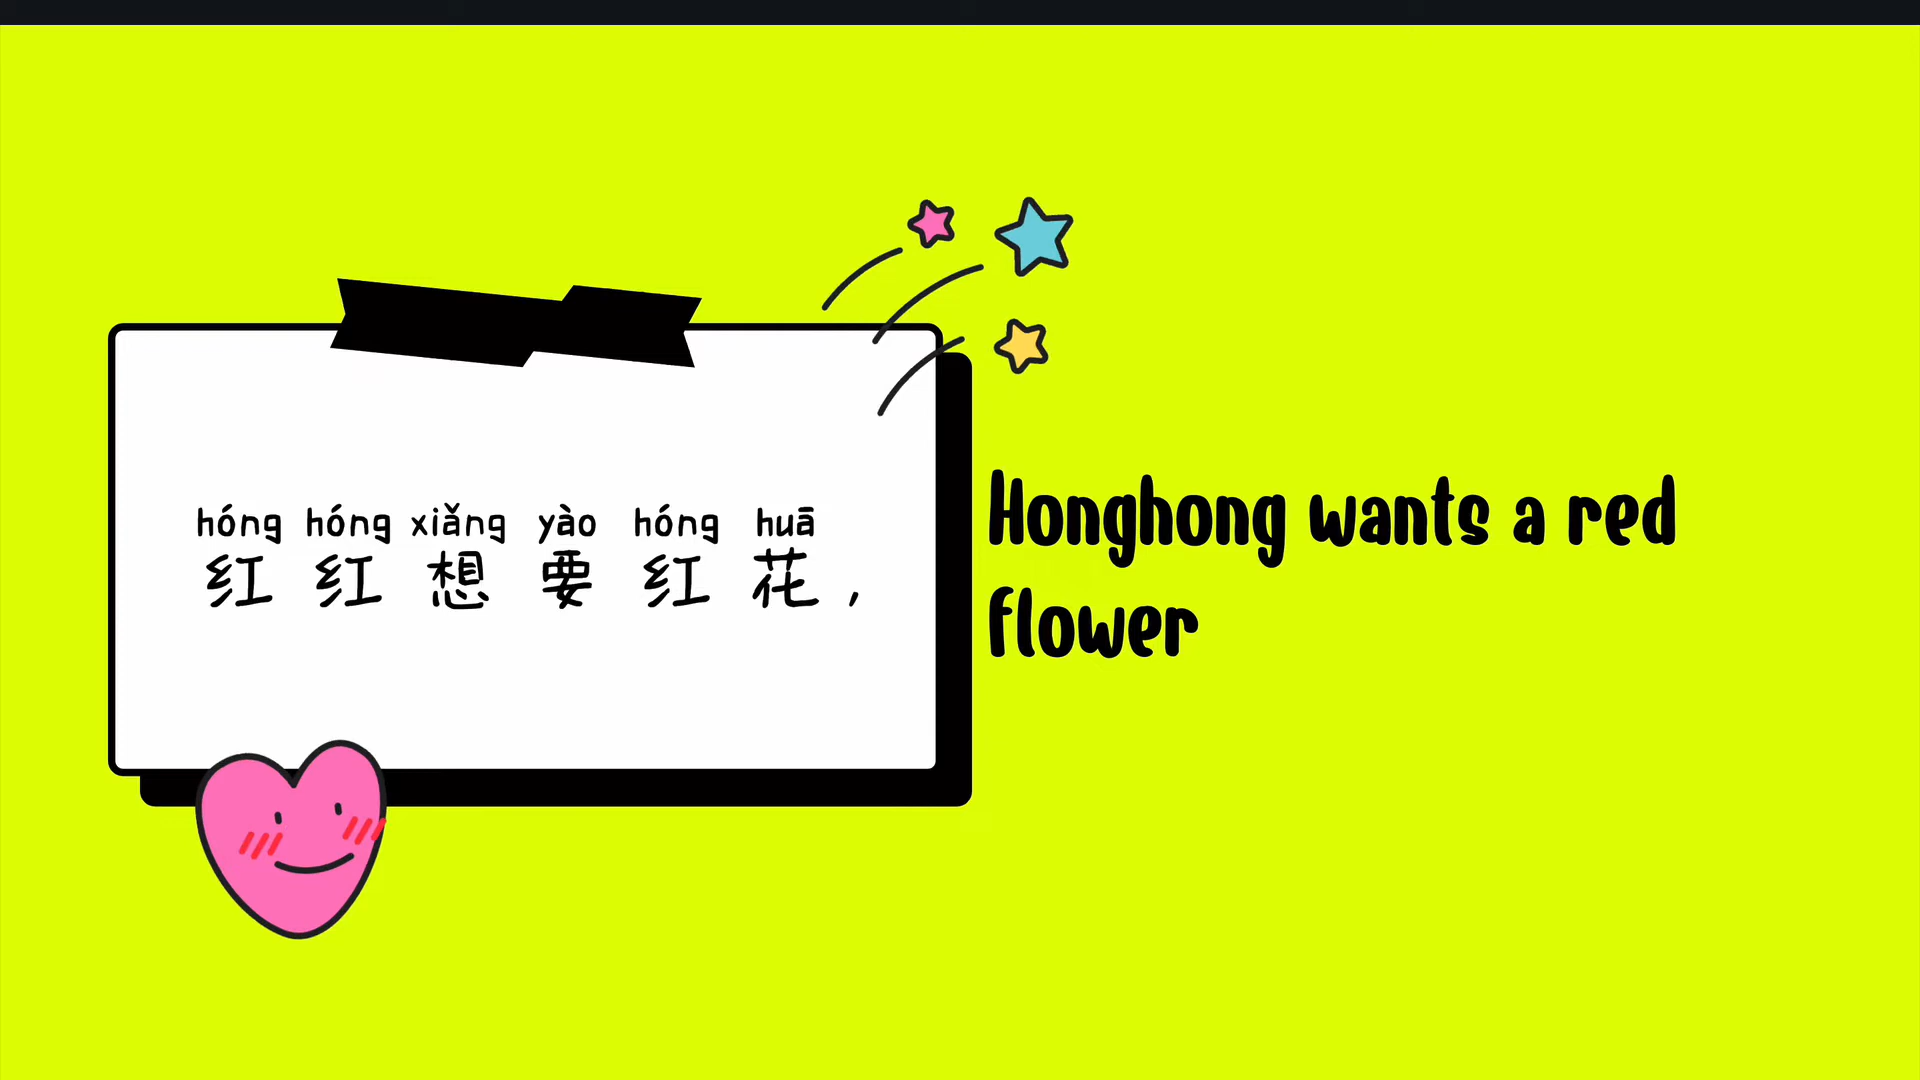 hóng hóng xiǎng yào hóng huā
红 红 想 要 红 花 ,
Honghong wants a red
flower